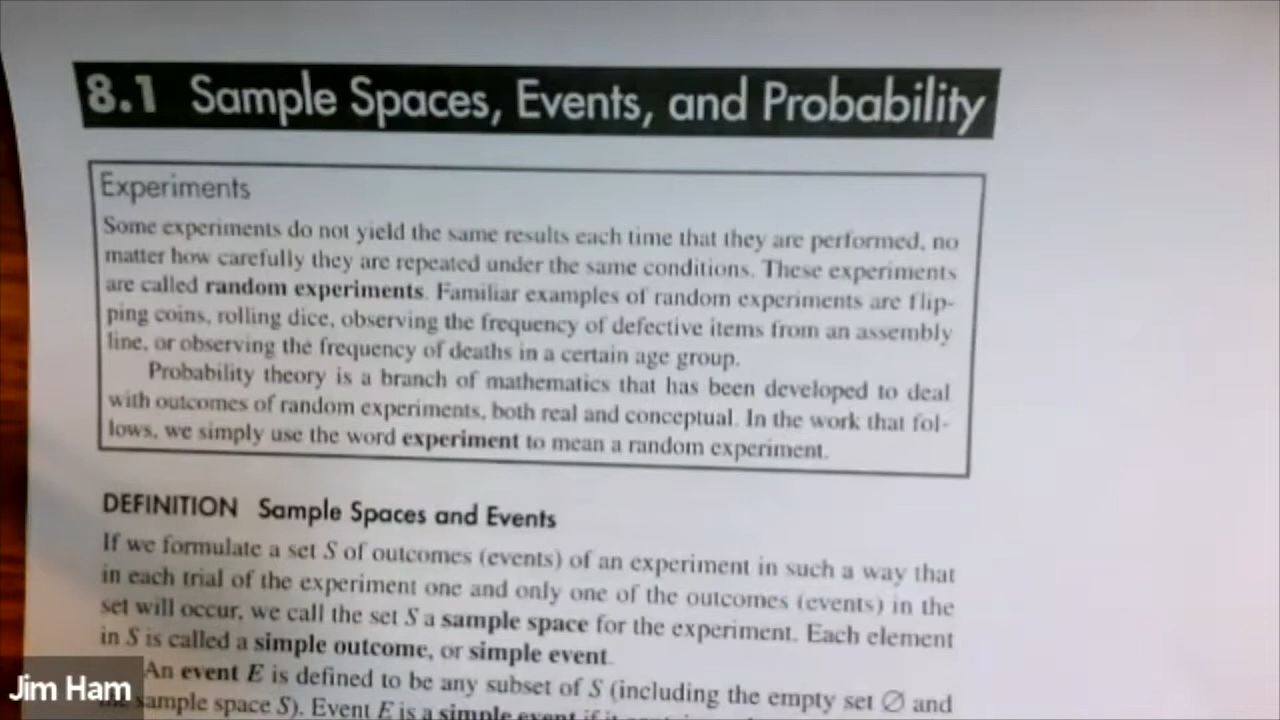 8.1 Sample Spaces, Events, and Probability
Experiments
Some experiments do not yield the same results each time that they are performed, no
matter how carefully they are repeated under the same conditions. These experiments
are called random experiments. Familiar examples of random experiments are flip-
ping coins, rolling dice, observing the frequency of defective items from an assembly
line, or observing the frequency of deaths in a certain age group.
Probability theory is a branch of mathematics that has been developed to deal
with outcomes of random experiments, both real and conceptual. In the work that fol-
lows, we simply use the word experiment to mean a random experiment.
DEFINITION Sample Spaces and Events
If we formulate a set S of outcomes (events) of an experiment in such a way that
in each trial of the experiment one and only one of the outcomes (events) in the
set will occur, we call the set S a sample space for the experiment. Each element
in S is called a simple outcome, or simple event.
An event E is defined to be any subset of S (including the empty set ∅ and
sample space S). Event E is a simple event if it
Jim Ham